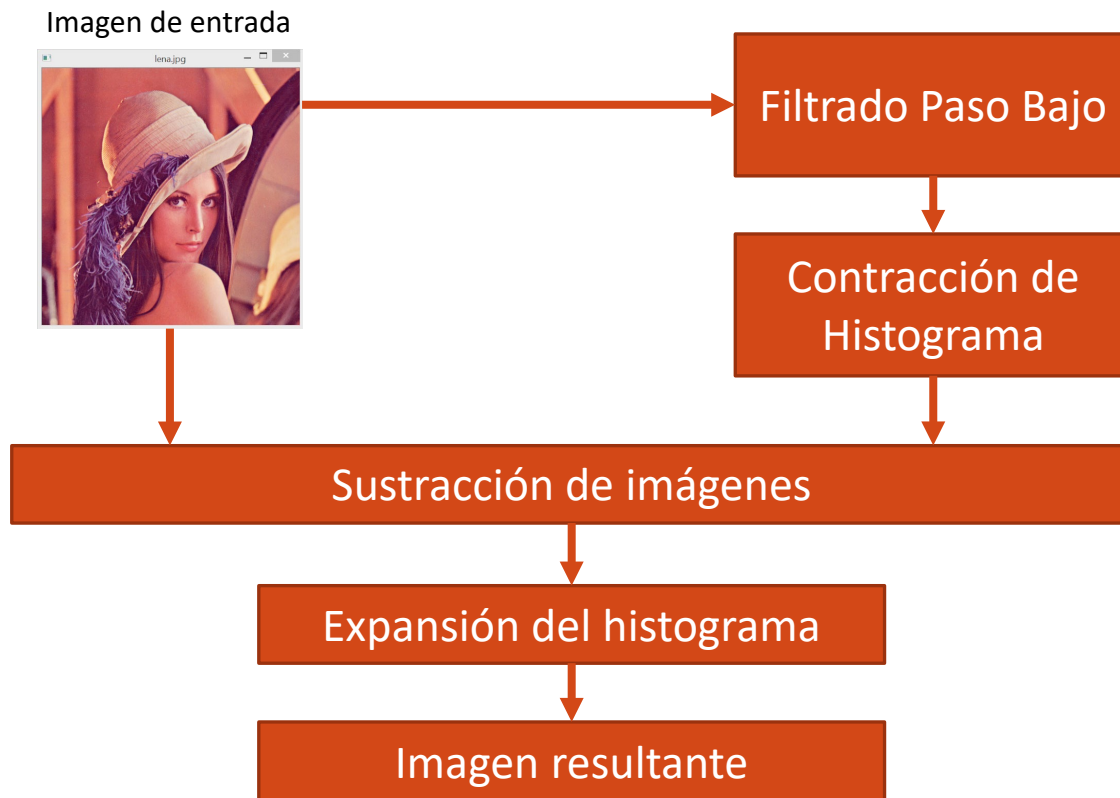 Imagen de entrada
lena.jpg
Filtrado Paso Bajo
Contracción de
Histograma
Sustracción de imágenes
Expansión del histograma
Imagen resultante